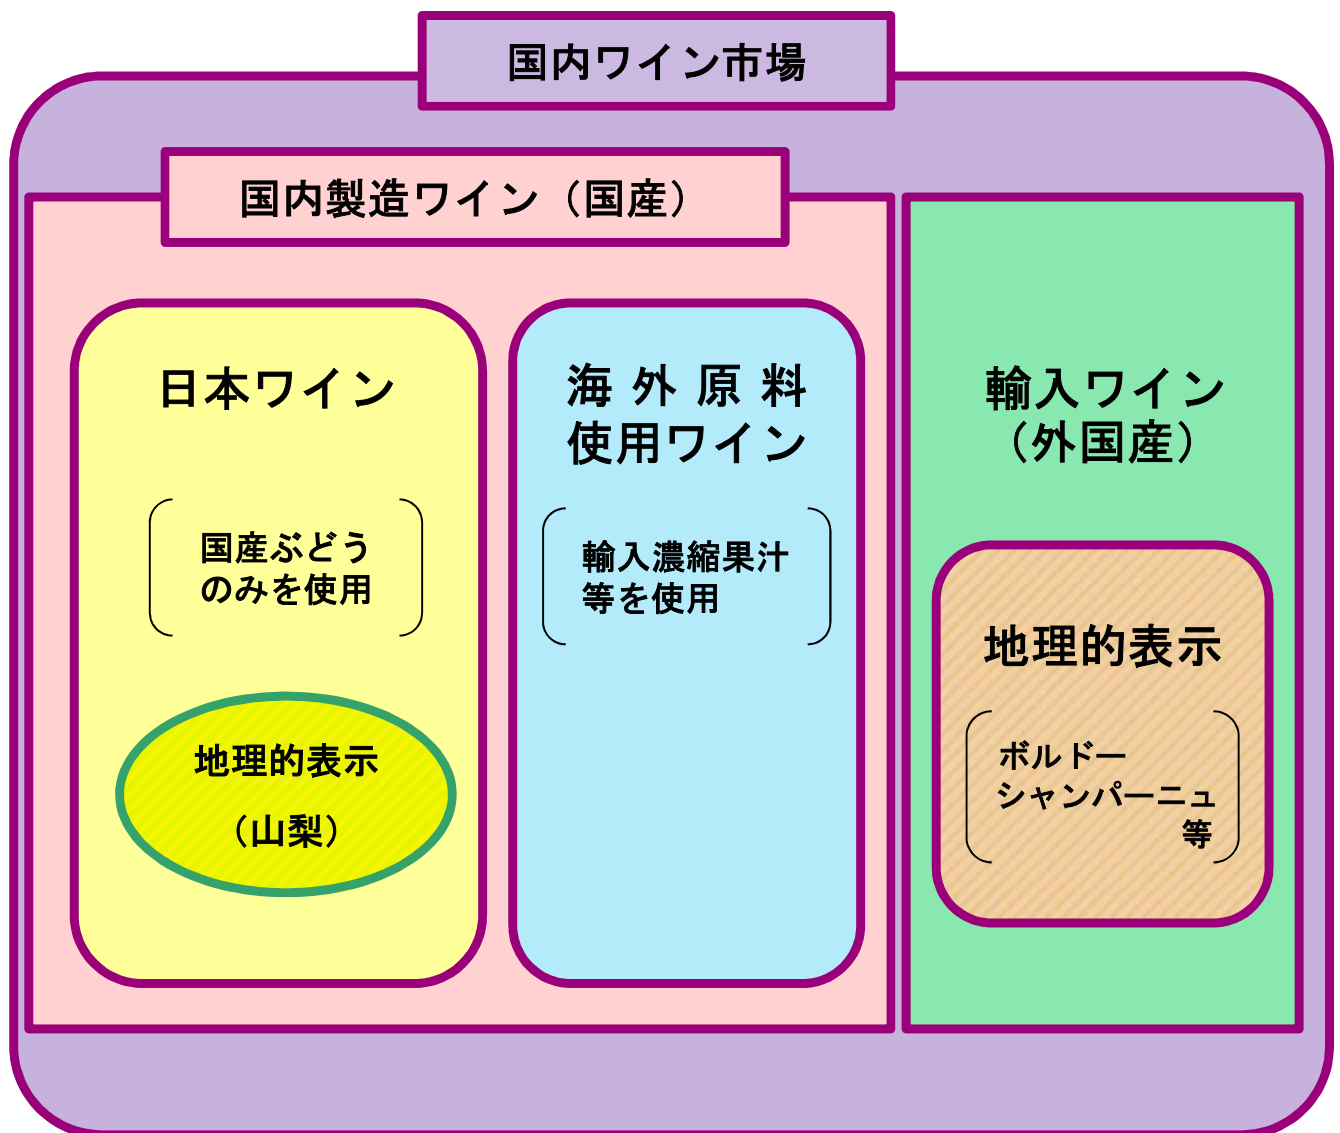 国内ワイン市場
国内製造ワイン（国産）
日本ワイン
国産ぶどう
のみを使用
地理的表示
（山梨）
海外原料
使用ワイン
輸入濃縮果汁
等を使用
輸入ワイン
（外国産）
地理的表示
ボルドー
シャンパーニュ
等